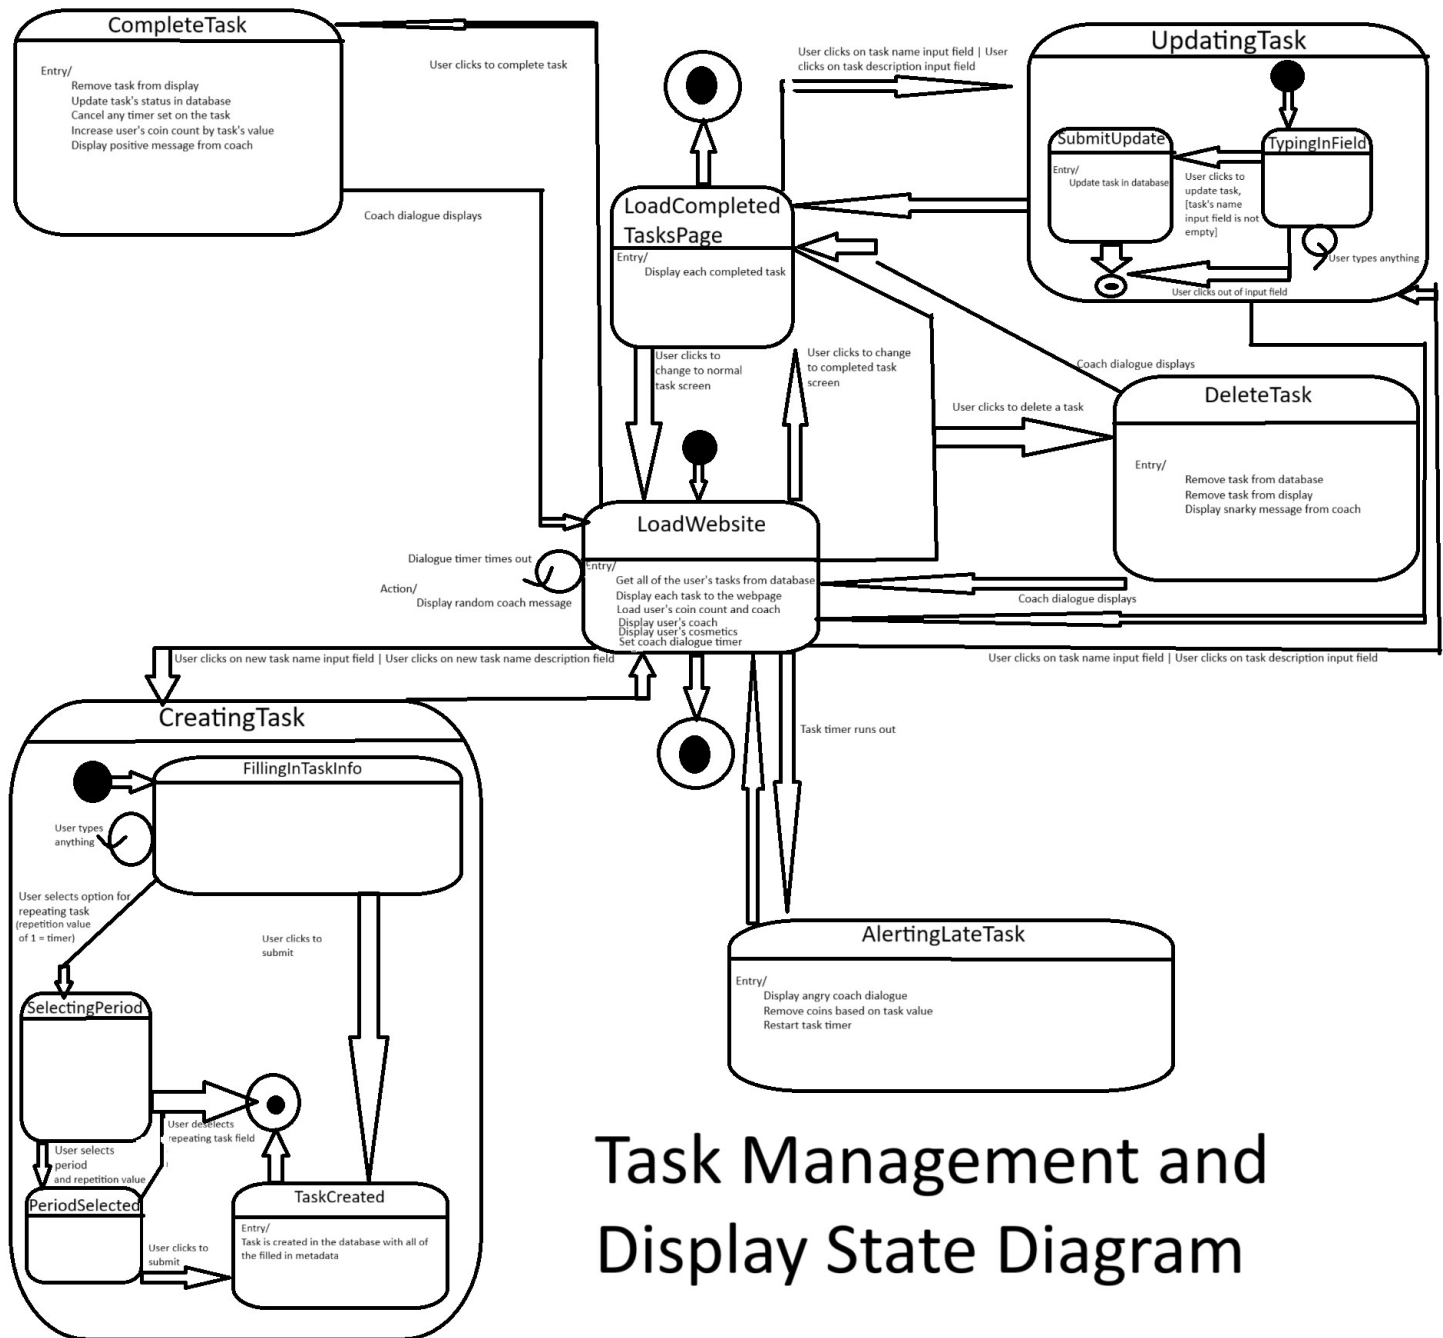 CompleteTask
Entry/
Remove task from display
Update task's status in database
Cancel any timer set on the task
Increase user's coin count by task's value
Display positive message from coach
User clicks to complete task
Coach dialogue displays
User clicks on task name input field | User
clicks on task description input field
LoadCompleted
TasksPage
Entry/
Display each completed task
UpdatingTask
SubmitUpdate
Entry/
Update task in database
TypingInField
User clicks to
update task,
[task's name
input field is not
empty]
User types anything
User clicks out of input field
User clicks to
change to normal
task screen
User clicks to change
to completed task
screen
Coach dialogue displays
User clicks to delete a task
DeleteTask
Entry/
Remove task from database
Remove task from display
Display snarky message from coach
LoadWebsite
Entry/
Get all of the user's tasks from database
Display each task to the webpage
Load user's coin count and coach
Display user's coach
Display user's cosmetics
Set coach dialogue timer
Dialogue timer times out
Action/
Display random coach message
Coach dialogue displays
User clicks on new task name input field | User clicks on new task name description field
User clicks on task name input field | User clicks on task description input field
CreatingTask
FillingInTaskInfo
User types
anything
User selects option for
repeating task
(repetition value
of 1 = timer)
User clicks to
submit
SelectingPeriod
User deselects
repeating task field
User selects
period
and repetition value
PeriodSelected
User clicks to
submit
TaskCreated
Entry/
Task is created in the database with all of
the filled in metadata
Task timer runs out
AlertingLateTask
Entry/
Display angry coach dialogue
Remove coins based on task value
Restart task timer
Task Management and
Display State Diagram